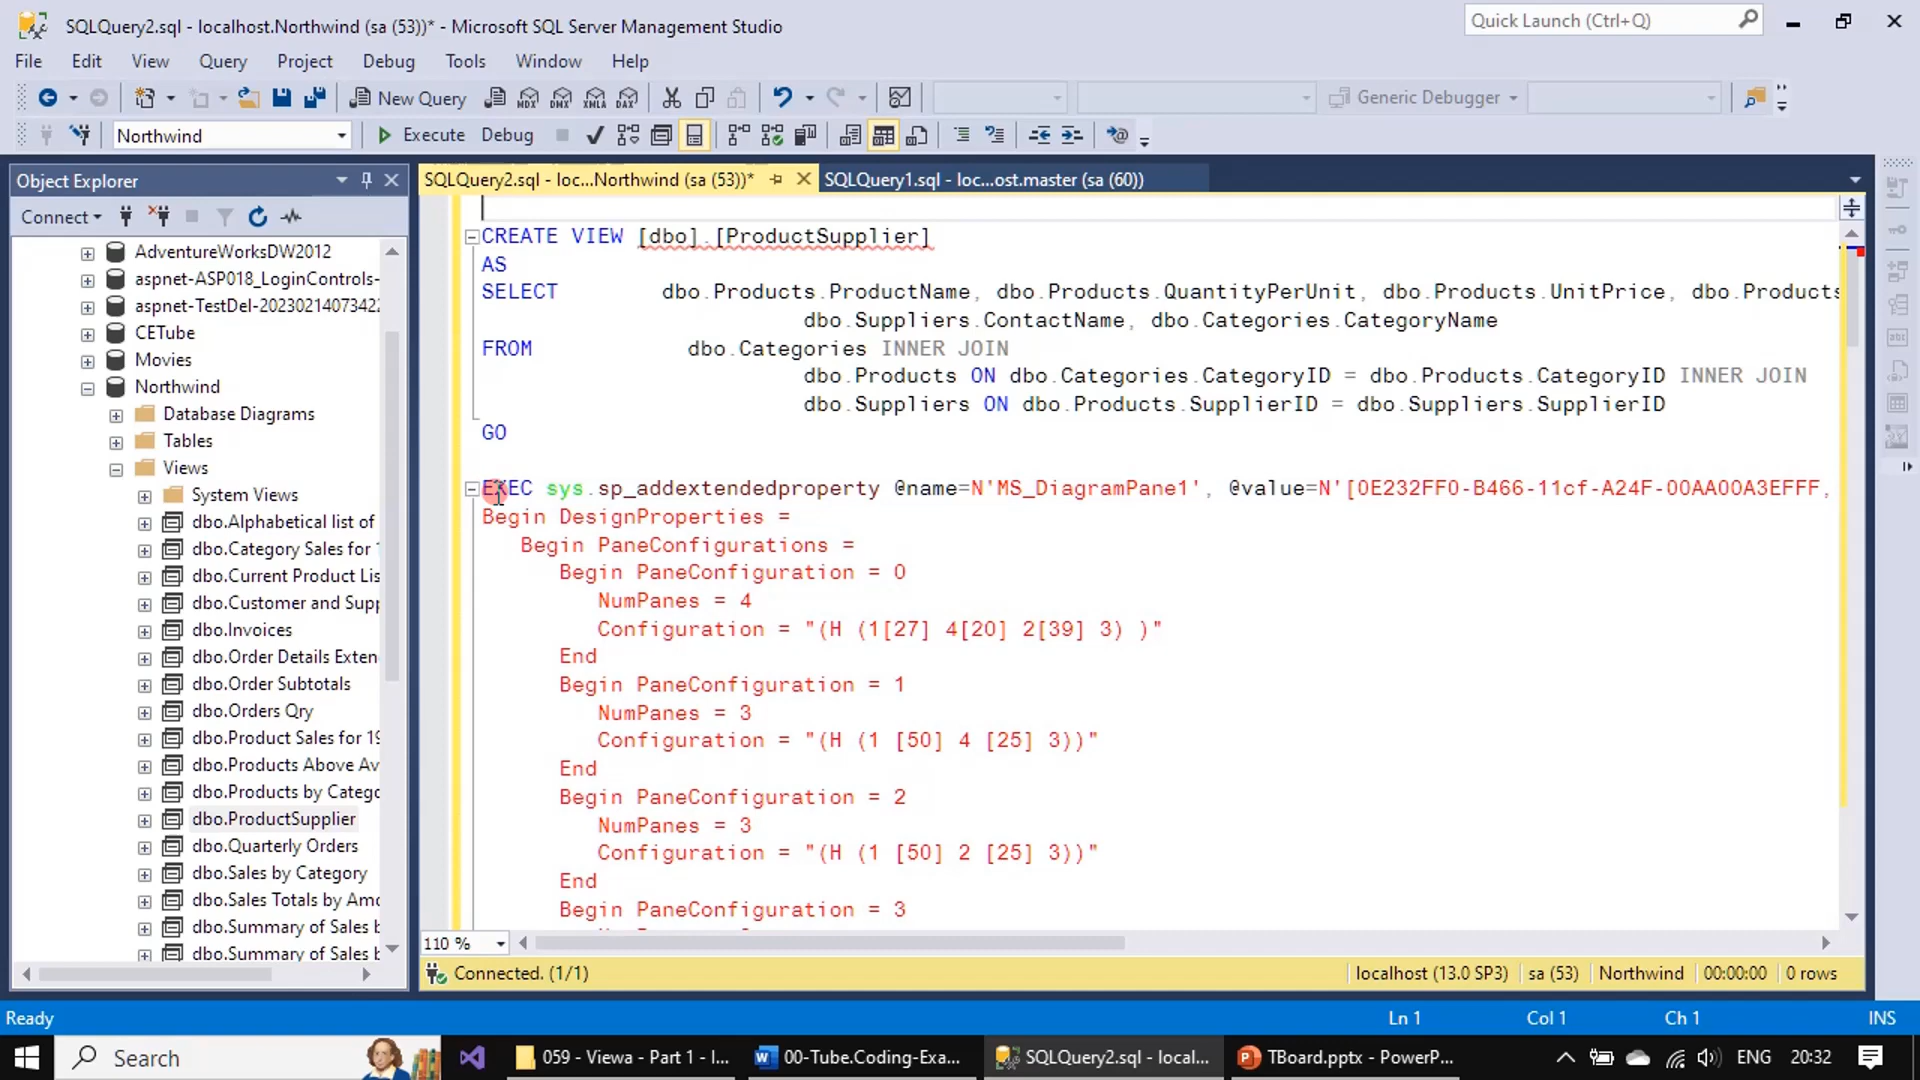 SQLQuery2.sql - localhost.Northwind (sa (53))* - Microsoft SQL Server Management Studio
Quick Launch (Ctrl+Q)
File Edit View Query Project Debug Tools Window Help
New Query
MDX DMX XMLA DAX
Generic Debugger
Northwind
Execute Debug
Object Explorer
SQLQuery2.sql - loc...Northwind (sa (53))*
SQLQuery1.sql - loc...ost.master (sa (60))
Connect
AdventureWorksDW2012
aspnet-ASP018_LoginControls-
aspnet-TestDel-20230214073422
CETube
Movies
Northwind
Database Diagrams
Tables
Views
System Views
dbo.Alphabetical list of
dbo.Category Sales for 1
dbo.Current Product Lis
dbo.Customer and Supp
dbo.Invoices
dbo.Order Details Exten
dbo.Order Subtotals
dbo.Orders Qry
dbo.Product Sales for 19
dbo.Products Above Av
dbo.Products by Catego
dbo.ProductSupplier
dbo.Quarterly Orders
dbo.Sales by Category
dbo.Sales Totals by Amo
dbo.Summary of Sales b
dbo.Summary of Sales b
CREATE VIEW [dbo].[ProductSupplier]
AS
SELECT dbo.Products.ProductName, dbo.Products.QuantityPerUnit, dbo.Products.UnitPrice, dbo.Products
dbo.Suppliers.ContactName, dbo.Categories.CategoryName
FROM dbo.Categories INNER JOIN
dbo.Products ON dbo.Categories.CategoryID = dbo.Products.CategoryID INNER JOIN
dbo.Suppliers ON dbo.Products.SupplierID = dbo.Suppliers.SupplierID
GO
EXEC sys.sp_addextendedproperty @name=N'MS_DiagramPane1', @value=N'[0E232FF0-B466-11cf-A24F-00AA00A3EFFF,
Begin DesignProperties =
Begin PaneConfigurations =
Begin PaneConfiguration = 0
NumPanes = 4
Configuration = "(H (1[27] 4[20] 2[39] 3) )"
End
Begin PaneConfiguration = 1
NumPanes = 3
Configuration = "(H (1 [50] 4 [25] 3))"
End
Begin PaneConfiguration = 2
NumPanes = 3
Configuration = "(H (1 [50] 2 [25] 3))"
End
Begin PaneConfiguration = 3
110 %
Connected. (1/1)
localhost (13.0 SP3) sa (53) Northwind 00:00:00 0 rows
Ready
Ln 1 Col 1 Ch 1 INS
Search
059 - Viewa - Part 1 - I...
00-Tube.Coding-Exa...
SQLQuery2.sql - local...
TBoard.pptx - PowerP...
ENG
20:32